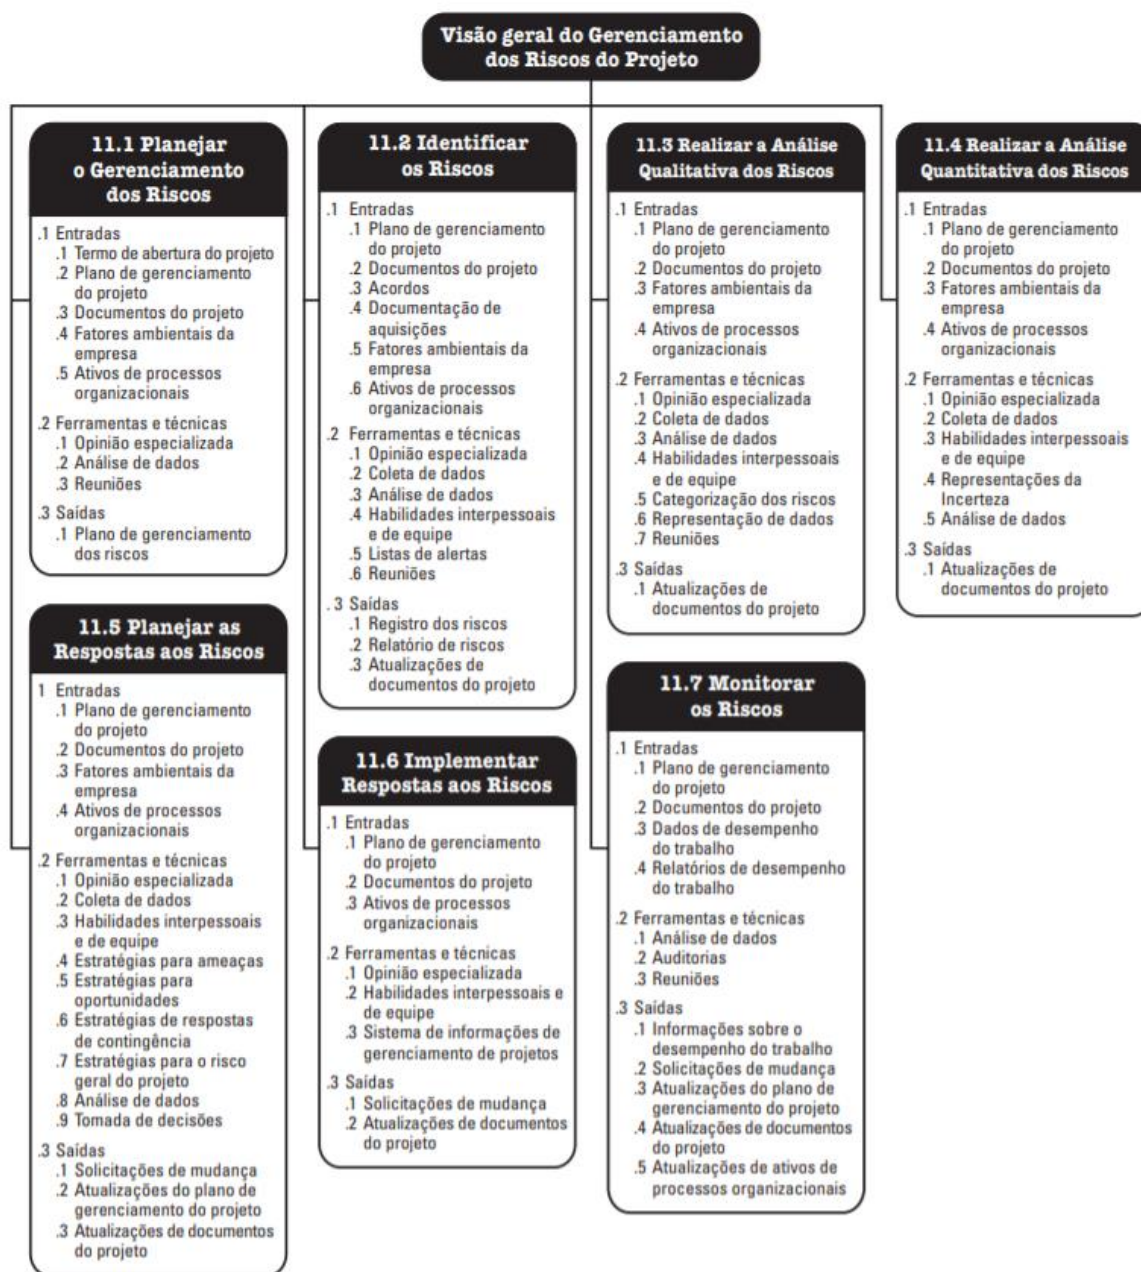 Visão geral do Gerenciamento
dos Riscos do Projeto
11.1 Planejar
o Gerenciamento
dos Riscos
.1 Entradas
.1 Termo de abertura do projeto
.2 Plano de gerenciamento
do projeto
.3 Documentos do projeto
.4 Fatores ambientais da
empresa
.5 Ativos de processos
organizacionais
.2 Ferramentas e técnicas
.1 Opinião especializada
.2 Análise de dados
.3 Reuniões
.3 Saídas
.1 Plano de gerenciamento
dos riscos
11.2 Identificar
os Riscos
.1 Entradas
.1 Plano de gerenciamento
do projeto
.2 Documentos do projeto
.3 Acordos
.4 Documentação de
aquisições
.5 Fatores ambientais da
empresa
.6 Ativos de processos
organizacionais
.2 Ferramentas e técnicas
.1 Opinião especializada
.2 Coleta de dados
.3 Análise de dados
.4 Habilidades interpessoais
e de equipe
.5 Listas de alertas
.6 Reuniões
. 3 Saídas
.1 Registro dos riscos
.2 Relatório de riscos
.3 Atualizações de
documentos do projeto
11.3 Realizar a Análise
Qualitativa dos Riscos
.1 Entradas
.1 Plano de gerenciamento
do projeto
.2 Documentos do projeto
.3 Fatores ambientais da
empresa
.4 Ativos de processos
organizacionais
.2 Ferramentas e técnicas
.1 Opinião especializada
.2 Coleta de dados
.3 Análise de dados
.4 Habilidades interpessoais
e de equipe
.5 Categorização dos riscos
.6 Representação de dados
.7 Reuniões
.3 Saídas
.1 Atualizações de
documentos do projeto
11.4 Realizar a Análise
Quantitativa dos Riscos
.1 Entradas
.1 Plano de gerenciamento
do projeto
.2 Documentos do projeto
.3 Fatores ambientais da
empresa
.4 Ativos de processos
organizacionais
.2 Ferramentas e técnicas
.1 Opinião especializada
.2 Coleta de dados
.3 Habilidades interpessoais
e de equipe
.4 Representações da
Incerteza
.5 Análise de dados
.3 Saídas
.1 Atualizações de
documentos do projeto
11.5 Planejar as
Respostas aos Riscos
1 Entradas
.1 Plano de gerenciamento
do projeto
.2 Documentos do projeto
.3 Fatores ambientais da
empresa
.4 Ativos de processos
organizacionais
.2 Ferramentas e técnicas
.1 Opinião especializada
.2 Coleta de dados
.3 Habilidades interpessoais
e de equipe
.4 Estratégias para ameaças
.5 Estratégias para
oportunidades
.6 Estratégias de respostas
de contingência
.7 Estratégias para o risco
geral do projeto
.8 Análise de dados
.9 Tomada de decisões
.3 Saídas
.1 Solicitações de mudança
.2 Atualizações do plano de
gerenciamento do projeto
.3 Atualizações de documentos
do projeto
11.6 Implementar
Respostas aos Riscos
.1 Entradas
.1 Plano de gerenciamento
do projeto
.2 Documentos do projeto
.3 Ativos de processos
organizacionais
.2 Ferramentas e técnicas
.1 Opinião especializada
.2 Habilidades interpessoais e
de equipe
.3 Sistema de informações de
gerenciamento de projetos
.3 Saídas
.1 Solicitações de mudança
.2 Atualizações de documentos
do projeto
11.7 Monitorar
os Riscos
.1 Entradas
.1 Plano de gerenciamento
do projeto
.2 Documentos do projeto
.3 Dados de desempenho
do trabalho
.4 Relatórios de desempenho
do trabalho
.2 Ferramentas e técnicas
.1 Análise de dados
.2 Auditorias
.3 Reuniões
.3 Saídas
.1 Informações sobre o
desempenho do trabalho
.2 Solicitações de mudança
.3 Atualizações do plano de
gerenciamento do projeto
.4 Atualizações de documentos
do projeto
.5 Atualizações de ativos de
processos organizacionais